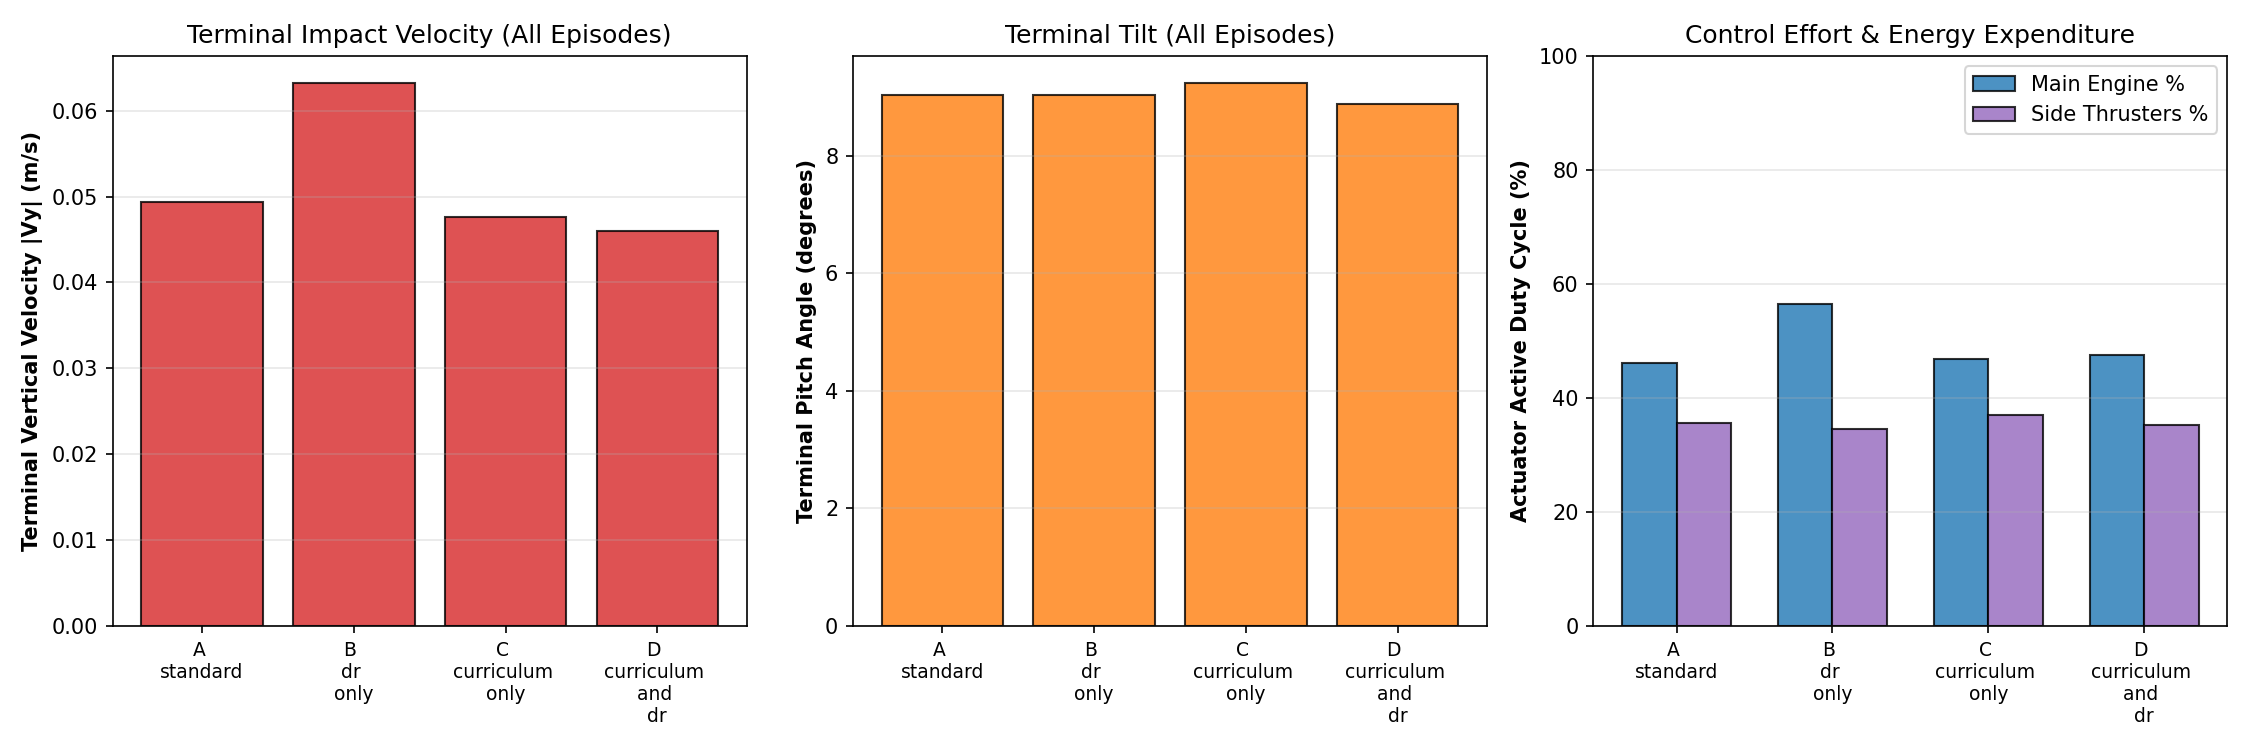 Terminal Impact Velocity (All Episodes)
Terminal Vertical Velocity |Vy| (m/s)
0.06
0.05
0.04
0.03
0.02
0.01
0.00
A
standard
B
dr
only
C
curriculum
only
D
curriculum
and
dr
Terminal Tilt (All Episodes)
Terminal Pitch Angle (degrees)
8
6
4
2
0
A
standard
B
dr
only
C
curriculum
only
D
curriculum
and
dr
Control Effort & Energy Expenditure
Actuator Active Duty Cycle (%)
100
80
60
40
20
0
Main Engine %
Side Thrusters %
A
standard
B
dr
only
C
curriculum
only
D
curriculum
and
dr